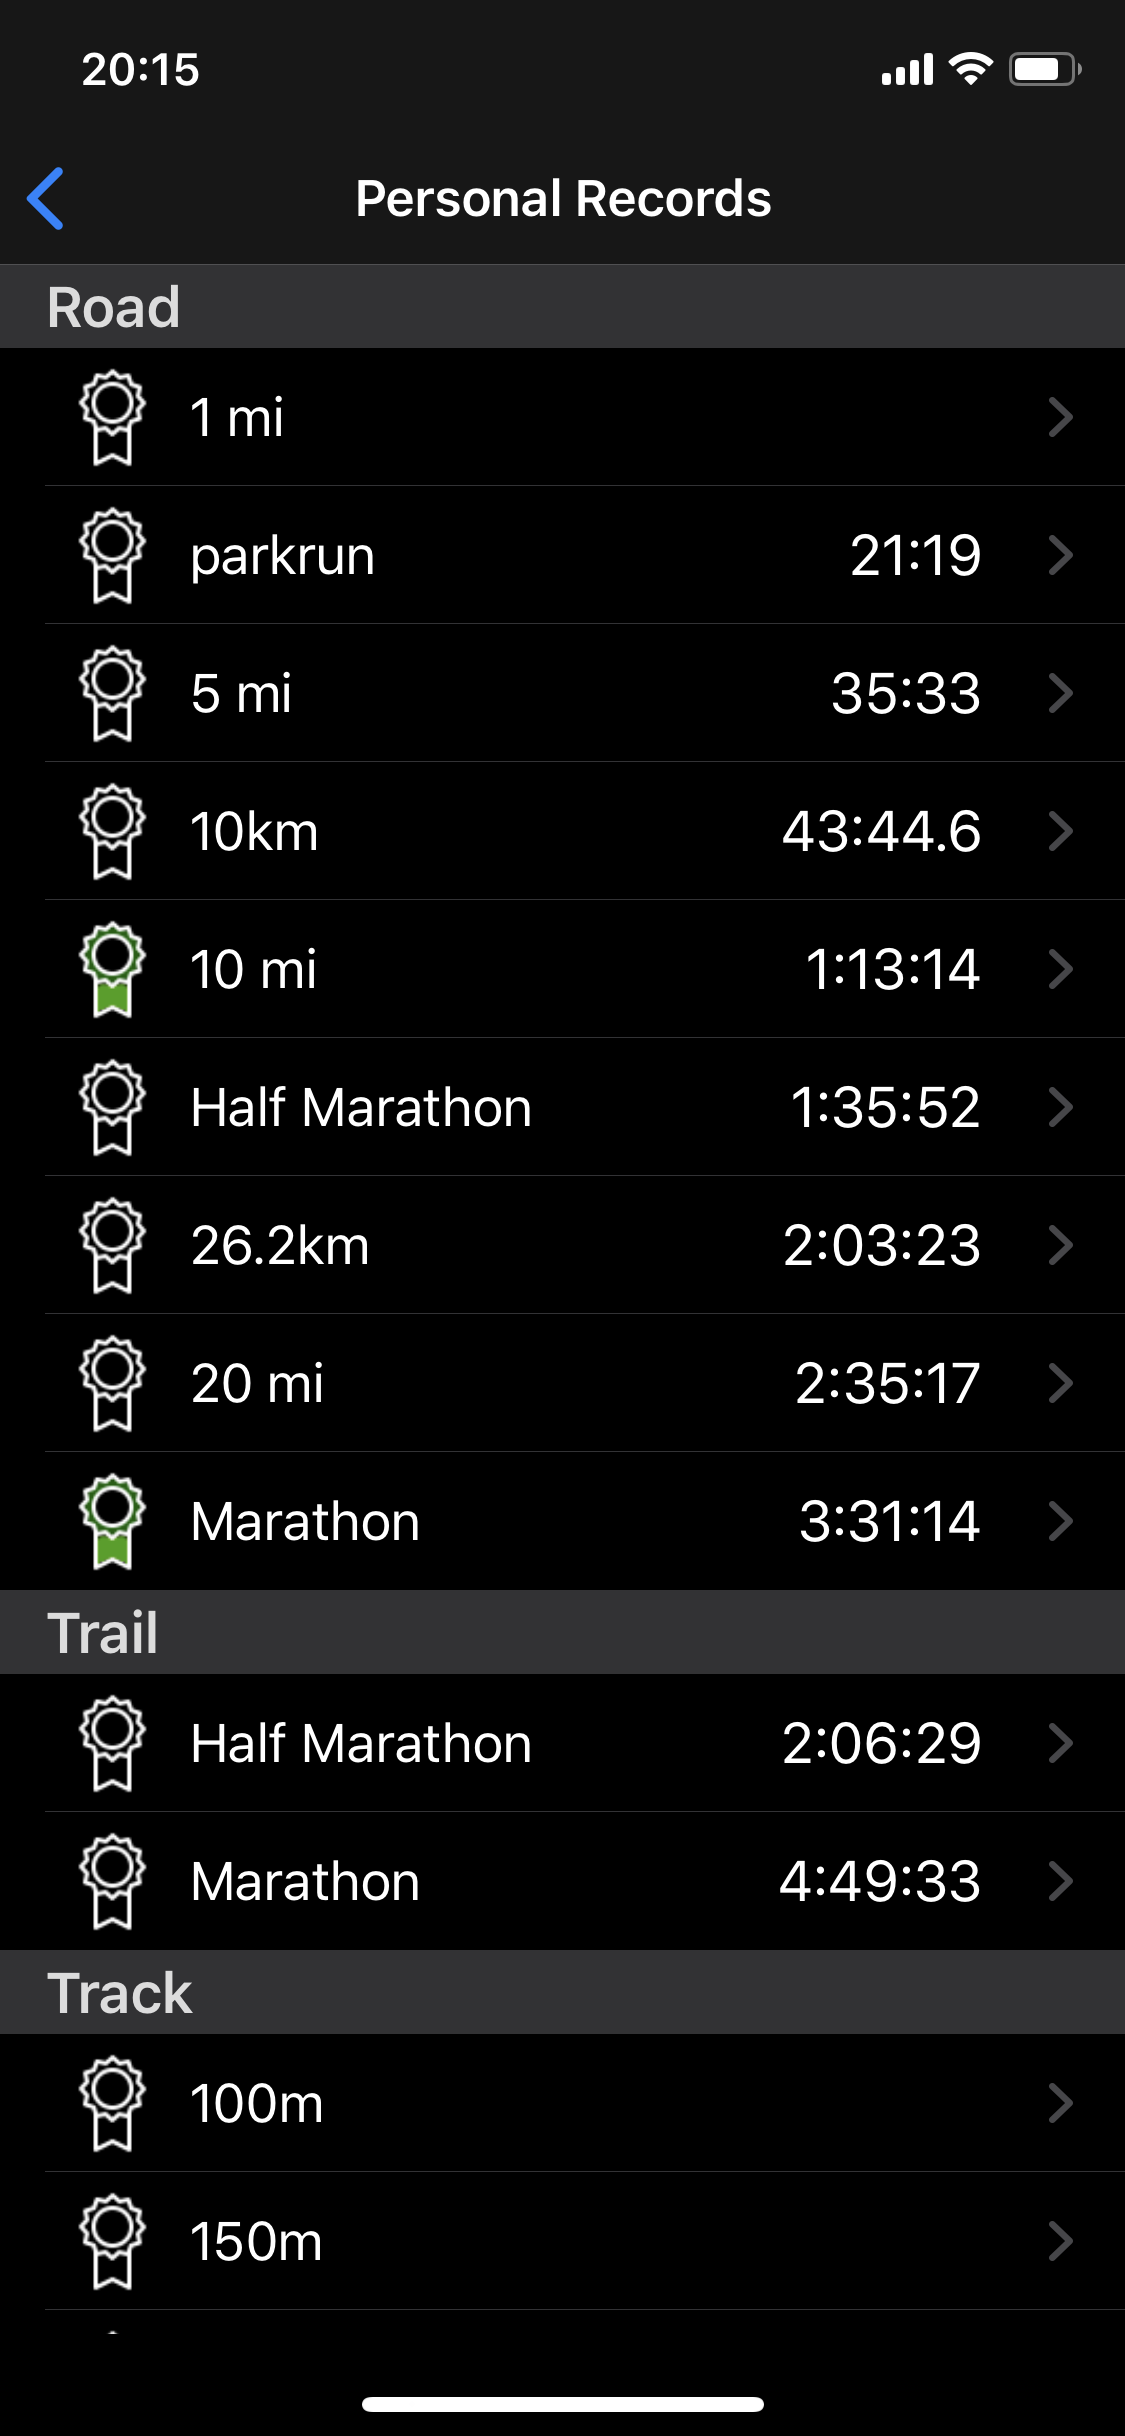 20:15
Personal Records
Road
1 mi
parkrun 21:19
5 mi 35:33
10km 43:44.6
10 mi 1:13:14
Half Marathon 1:35:52
26.2km 2:03:23
20 mi 2:35:17
Marathon 3:31:14
Trail
Half Marathon 2:06:29
Marathon 4:49:33
Track
100m
150m